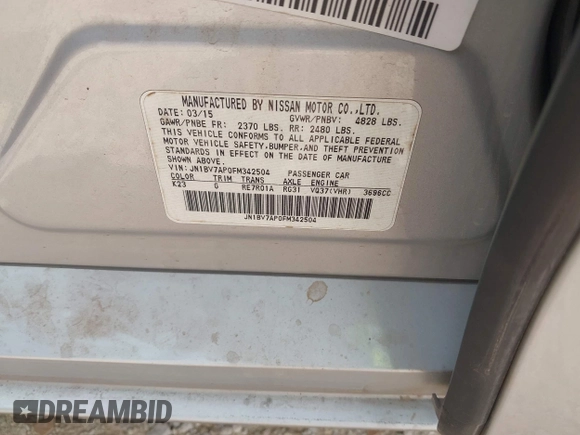 MANUFACTURED BY NISSAN MOTOR CO.,LTD.
DATE: 03/15 GVWR/PNBV: 4828 LBS.
GAWR/PNBE FR: 2370 LBS. RR: 2480 LBS.
THIS VEHICLE CONFORMS TO ALL APPLICABLE FEDERAL
MOTOR VEHICLE SAFETY,BUMPER,AND THEFT PREVENTION
STANDARDS IN EFFECT ON THE DATE OF MANUFACTURE
SHOWN ABOVE.
VIN: JN1BV7AP0FM342504 PASSENGER CAR
COLOR TRIM TRANS AXLE ENGINE
K23 G RE7R01A RG31 VQ37(VHR) 3696CC
JN1BV7AP0FM342504
DREAMBID